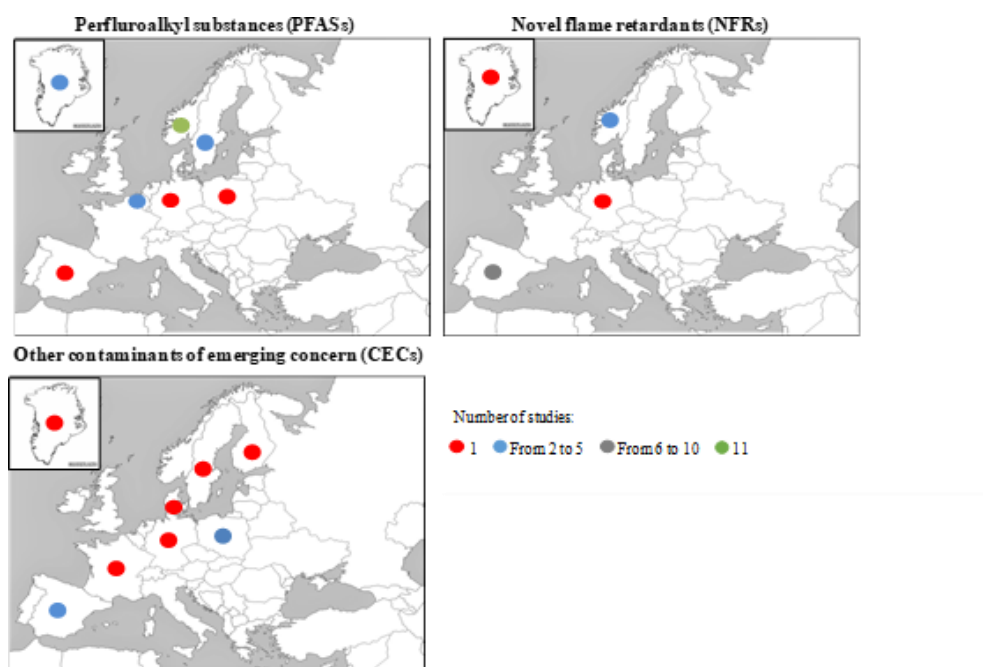 Perfluroalkyl substances (PFASs)
Novel flame retardants (NFRs)
Other contaminants of emerging concern (CECs)
Number of studies:
1 From 2 to 5 From 6 to 10 11